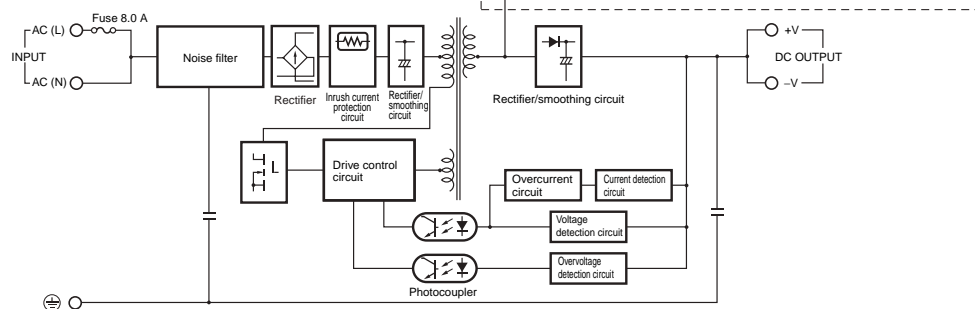 Fuse 8.0 A
AC (L)
INPUT
AC (N)
Noise filter
Rectifier
Inrush current
protection
circuit
Rectifier/
smoothing
circuit
Rectifier/smoothing circuit
+V
DC OUTPUT
–V
Drive control
circuit
Overcurrent
circuit
Current detection
circuit
Voltage
detection circuit
Overvoltage
detection circuit
Photocoupler